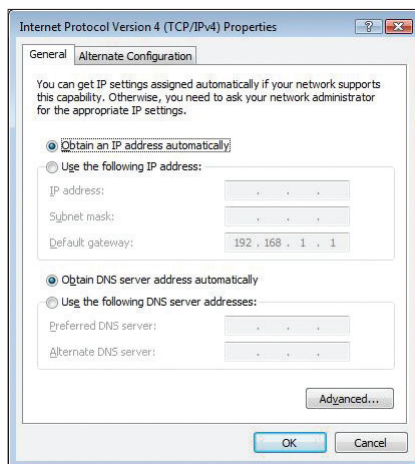 Internet Protocol Version 4 (TCP/IPv4) Properties
General
Alternate Configuration
You can get IP settings assigned automatically if your network supports
this capability. Otherwise, you need to ask your network administrator
for the appropriate IP settings.
Obtain an IP address automatically
Use the following IP address:
IP address:
Subnet mask:
Default gateway: 192 . 168 . 1 . 1
Obtain DNS server address automatically
Use the following DNS server addresses:
Preferred DNS server:
Alternate DNS server:
Advanced...
OK
Cancel